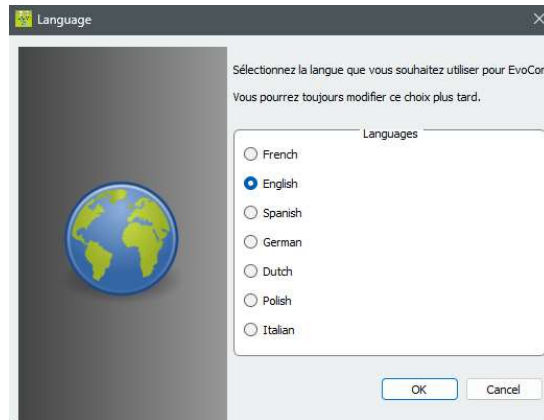 Language
Sélectionnez la langue que vous souhaitez utiliser pour EvoCor
Vous pourrez toujours modifier ce choix plus tard.
Languages
French
English
Spanish
German
Dutch
Polish
Italian
OK Cancel